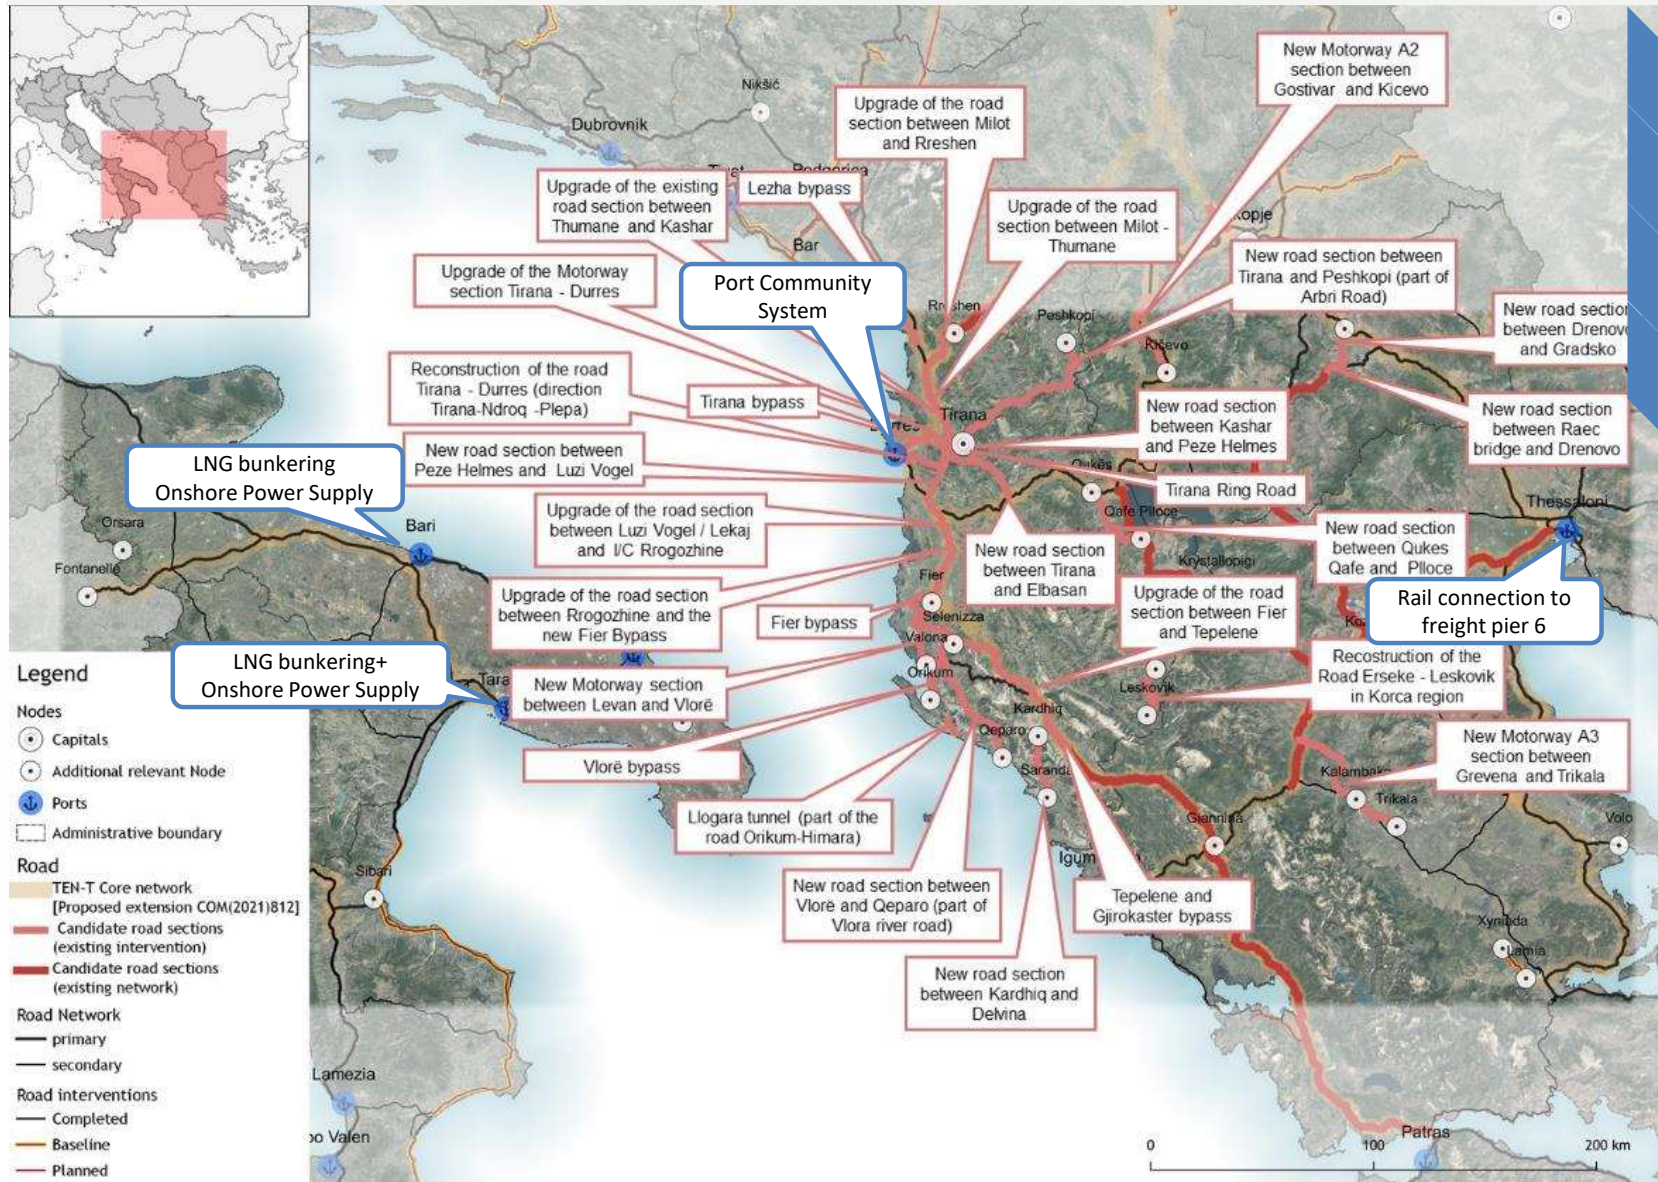 Nikšić
Dubrovnik
Bar
Upgrade of the road
section between Milot
and Rreshen
New Motorway A2
section between
Gostivar and Kicevo
Upgrade of the existing
road section between
Thumane and Kashar
Lezha bypass
Upgrade of the road
section between Milot -
Thumane
New road section between
Tirana and Peshkopi (part of
Arbri Road)
Upgrade of the Motorway
section Tirana - Durres
Port Community
System
New road section
between Drenovo
and Gradsko
Rreshen
Peshkopi
Kičevo
Reconstruction of the road
Tirana - Durres (direction
Tirana-Ndroq -Plepa)
Tirana bypass
Tirana
New road section
between Kashar
and Peze Helmes
New road section
between Raec
bridge and Drenovo
New road section between
Peze Helmes and Luzi Vogel
LNG bunkering
Onshore Power Supply
Qukës
Tirana Ring Road
Thessaloni
Orsara
Bari
Fontanelle
Upgrade of the road section
between Luzi Vogel / Lekaj
and I/C Rrogozhine
Qafe Plloce
New road section
between Qukes
Qafe and Plloce
New road section
between Tirana
and Elbasan
Krystallopigi
Fier
Upgrade of the road section
between Rrogozhine and the
new Fier Bypass
Fier bypass
Selenizza
Upgrade of the road
section between Fier
and Tepelene
Rail connection to
freight pier 6
Valona
LNG bunkering+
Onshore Power Supply
Tara
New Motorway section
between Levan and Vlorë
Orikum
Leskovik
Recostruction of the
Road Erseke - Leskovik
in Korca region
Kardhiq
Qeparo
Vlorë bypass
Saranda
New Motorway A3
section between
Grevena and Trikala
Kalambaka
Trikala
Llogara tunnel (part of the
road Orikum-Himara)
Giannina
Volo
Igum
Sibari
New road section between
Vlorë and Qeparo (part of
Vlora river road)
Tepelene and
Gjirokaster bypass
Xyniada
Lamia
New road section
between Kardhiq and
Delvina
Lamezia
bo Valen
Patras
0 100 200 km
Legend
Nodes
Capitals
Additional relevant Node
Ports
Administrative boundary
Road
TEN-T Core network
[Proposed extension COM(2021)812]
Candidate road sections
(existing intervention)
Candidate road sections
(existing network)
Road Network
primary
secondary
Road interventions
Completed
Baseline
Planned